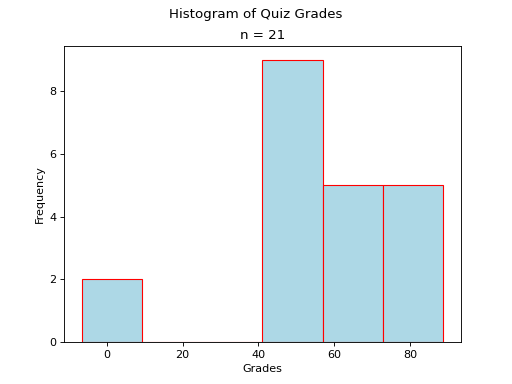 Histogram of Quiz Grades
n = 21
8
6
4
2
0
Frequency
0 20 40 60 80
Grades